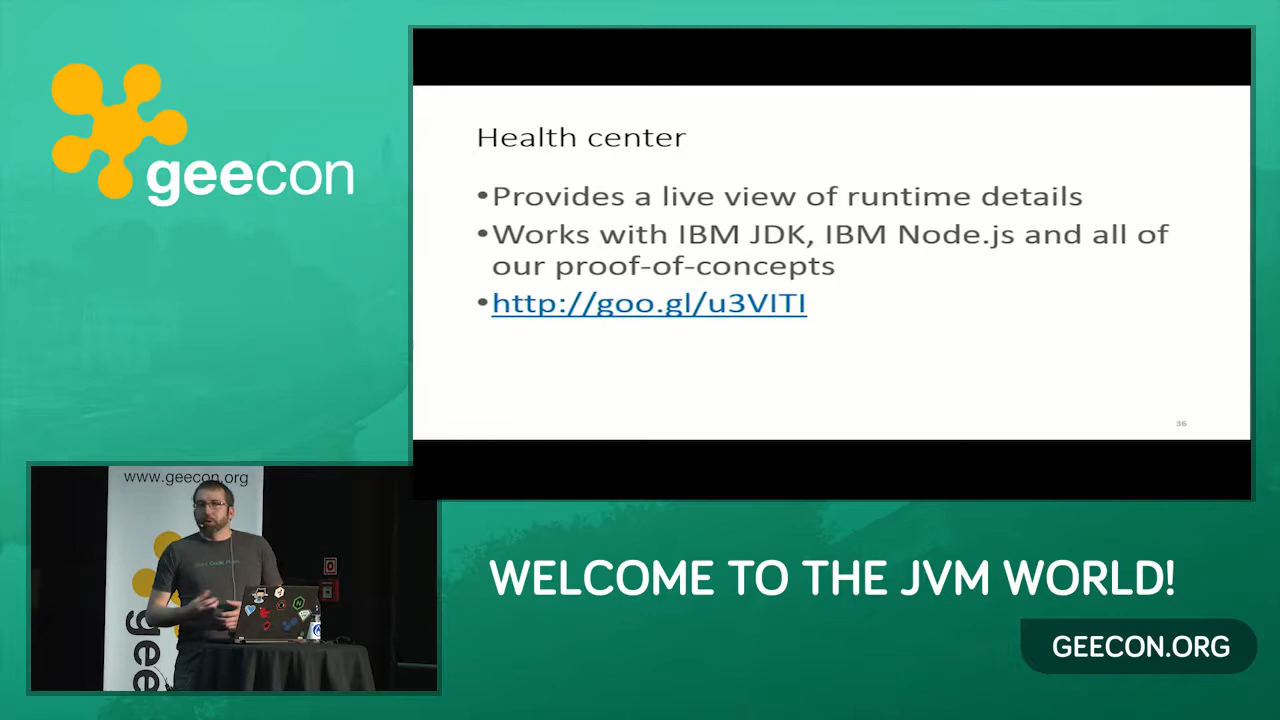 geecon
Health center
•Provides a live view of runtime details
•Works with IBM JDK, IBM Node.js and all of
our proof-of-concepts
•http://goo.gl/u3VITI
36
www.geecon.org
geec
WELCOME TO THE JVM WORLD!
GEECON.ORG